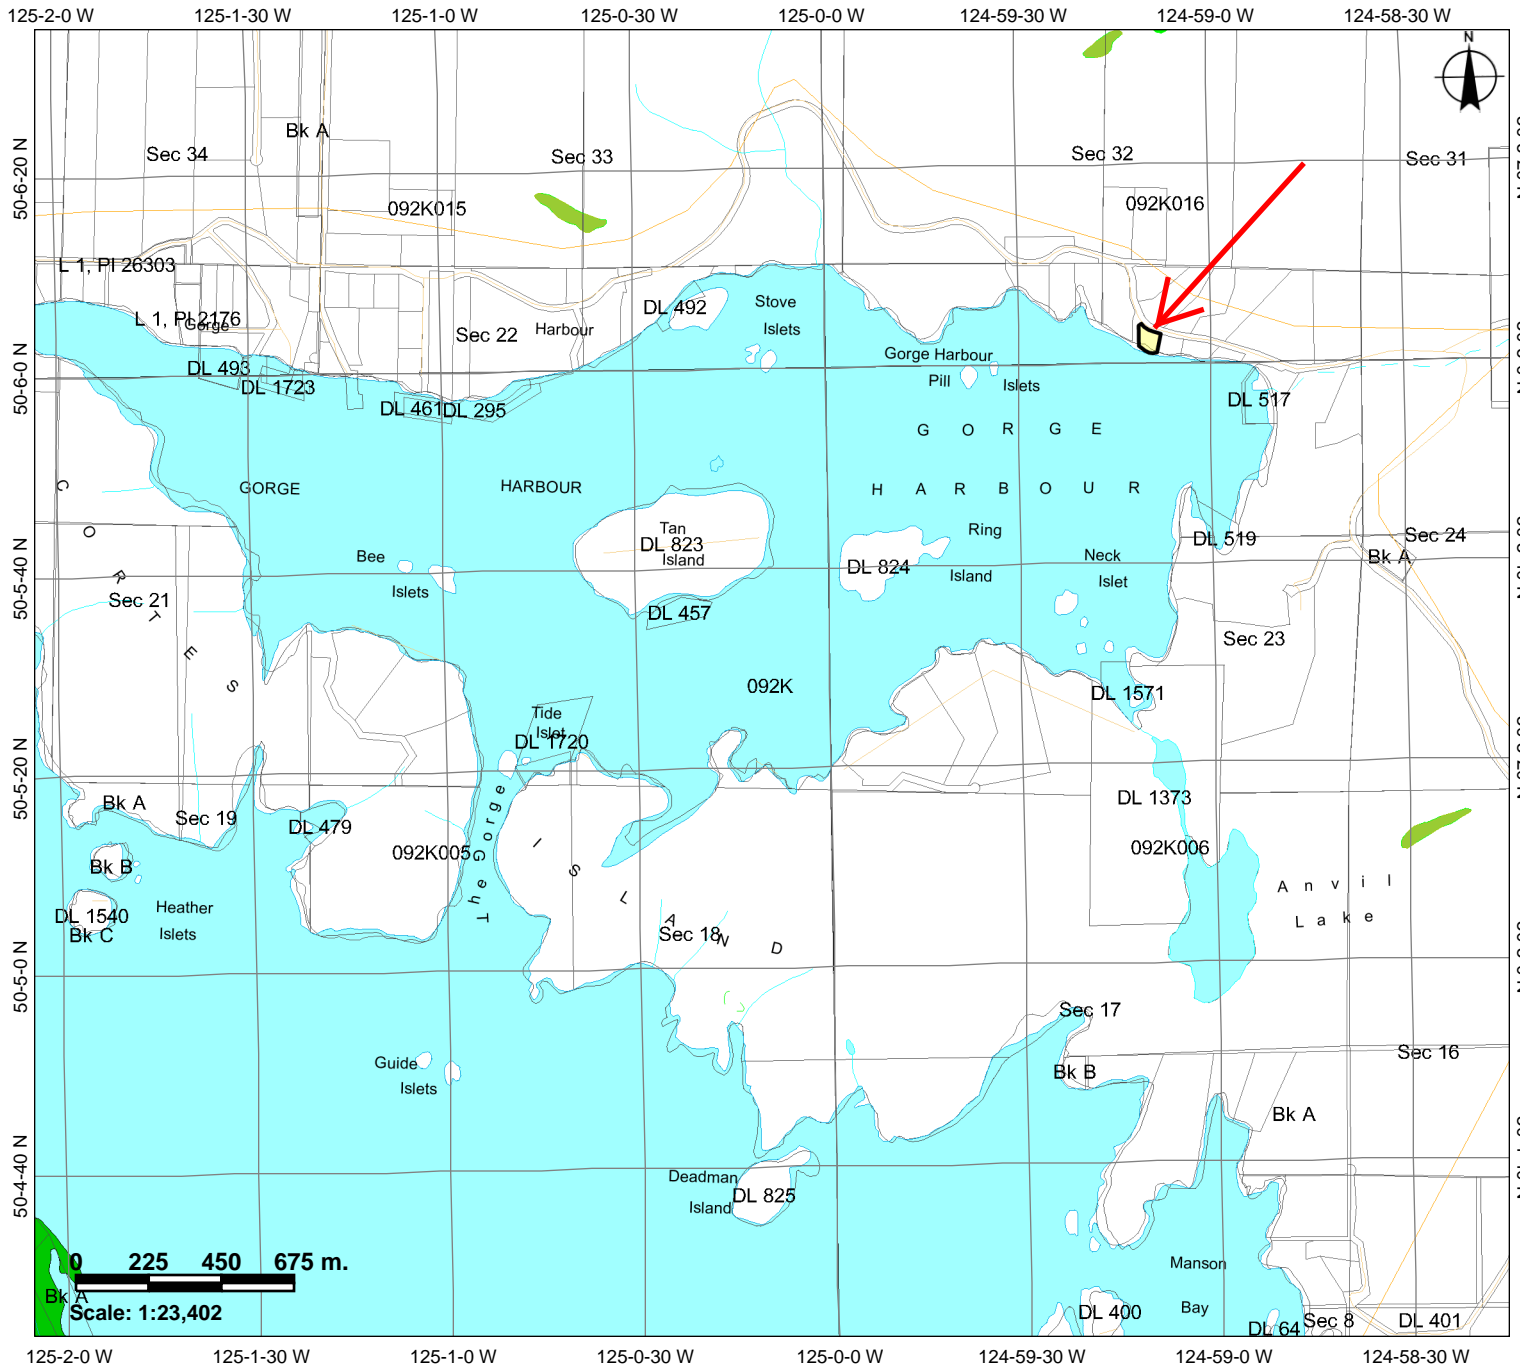 125-2-0 W 125-1-30 W 125-1-0 W 125-0-30 W 125-0-0 W 124-59-30 W 124-59-0 W 124-58-30 W
N
Bk A
Sec 34
Sec 33
Sec 32
Sec 31
50-6-20 N
092K015
092K016
L 1, Pl 26303
L 1, Pl 2176
Gorge
Sec 22
Harbour
DL 492
Stove
Islets
Gorge Harbour
Pill
Islets
50-6-0 N
DL 493
DL 1723
DL 461
DL 295
DL 517
G O R G E
GORGE
HARBOUR
H A R B O U R
C O R T E S
Tan
DL 823
Island
Ring
Island
DL 824
DL 519
Sec 24
Bk A
Bee
Islets
Neck
Islet
50-5-40 N
Sec 21
DL 457
Sec 23
092K
DL 1571
Tide
Islet
DL 1720
50-5-20 N
Bk A
Sec 19
DL 479
The Gorge
DL 1373
092K005
092K006
I S L A N D
Bk B
DL 1540
Bk C
Heather
Islets
Anvil
Lake
Sec 18
50-5-0 N
Sec 17
Guide
Islets
Bk B
Sec 16
Bk A
50-4-40 N
Deadman
Island
DL 825
Manson
Bay
0 225 450 675 m.
Bk A
Scale: 1:23,402
DL 400
DL 64
Sec 8
DL 401
125-2-0 W 125-1-30 W 125-1-0 W 125-0-30 W 125-0-0 W 124-59-30 W 124-59-0 W 124-58-30 W